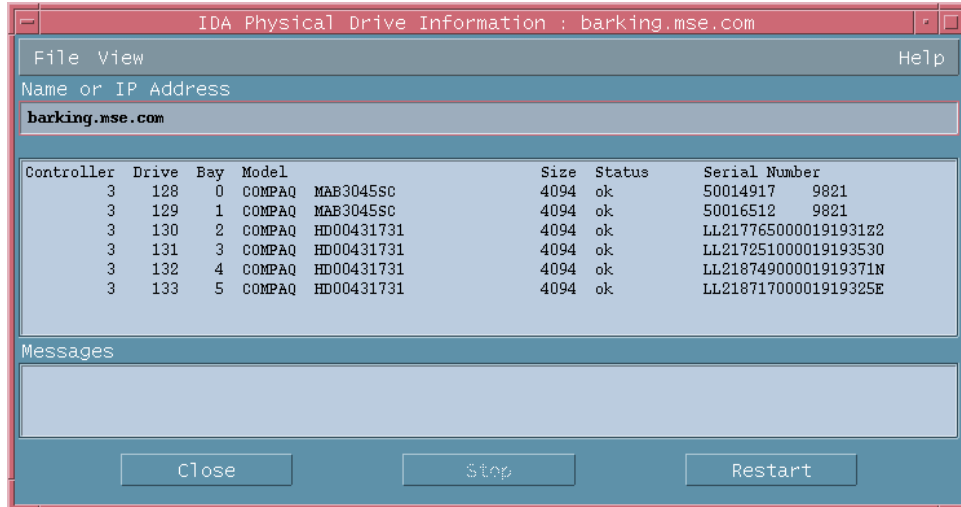 IDA Physical Drive Information : barking.mse.com
File View Help
Name or IP Address
barking.mse.com
Controller Drive Bay Model Size Status Serial Number
3 128 0 COMPAQ MAB3045SC 4094 ok 50014917 9821
3 129 1 COMPAQ MAB3045SC 4094 ok 50016512 9821
3 130 2 COMPAQ HD00431731 4094 ok LL2177650000191931Z2
3 131 3 COMPAQ HD00431731 4094 ok LL217251000019193530
3 132 4 COMPAQ HD00431731 4094 ok LL21874900001919371N
3 133 5 COMPAQ HD00431731 4094 ok LL21871700001919325E
Messages
Close Stop Restart